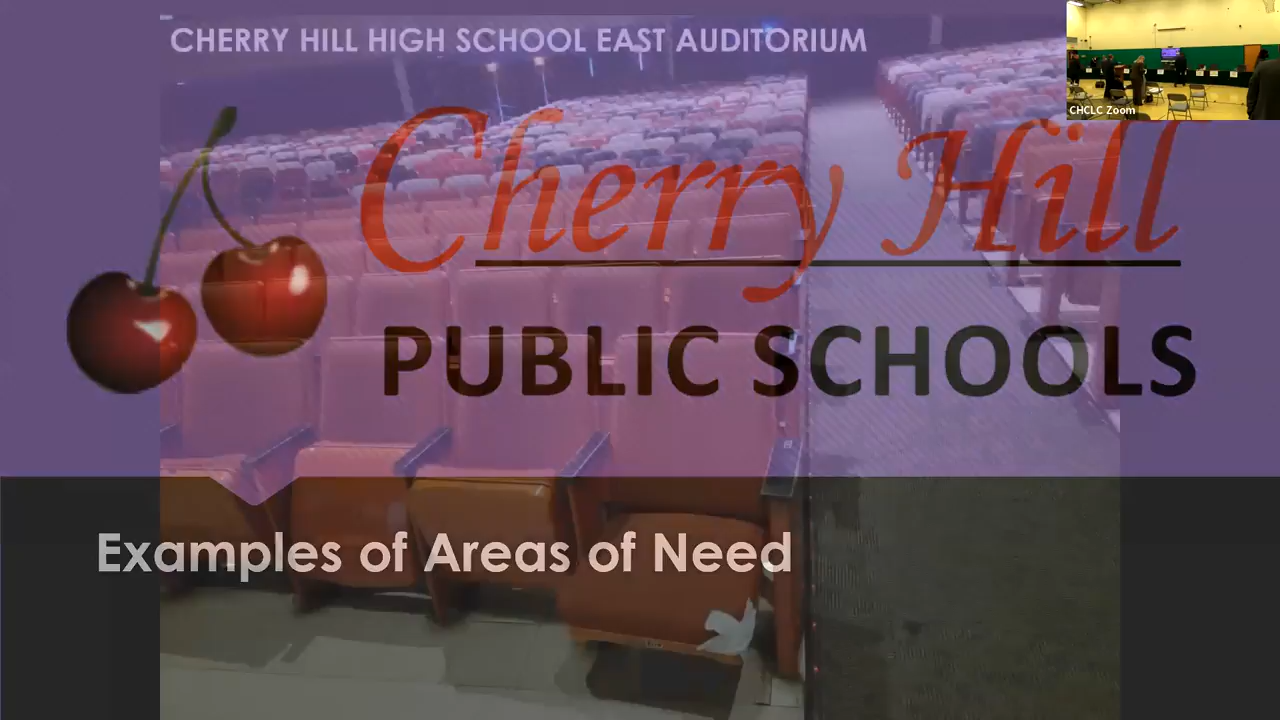 CHERRY HILL HIGH SCHOOL EAST AUDITORIUM
CHCLC Zoom
Cherry Hill
PUBLIC SCHOOLS
Examples of Areas of Need